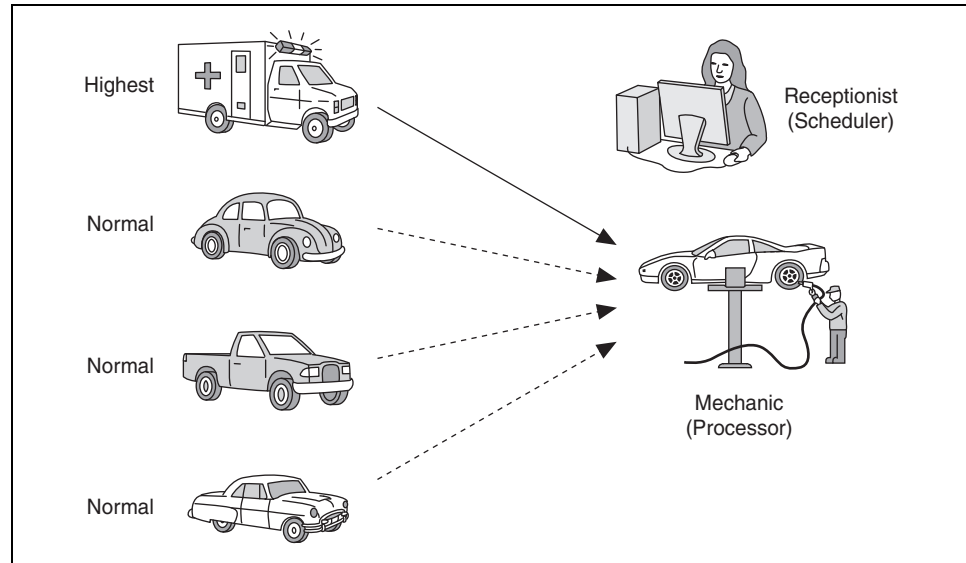 Highest
Receptionist
(Scheduler)
Normal
Normal
Mechanic
(Processor)
Normal